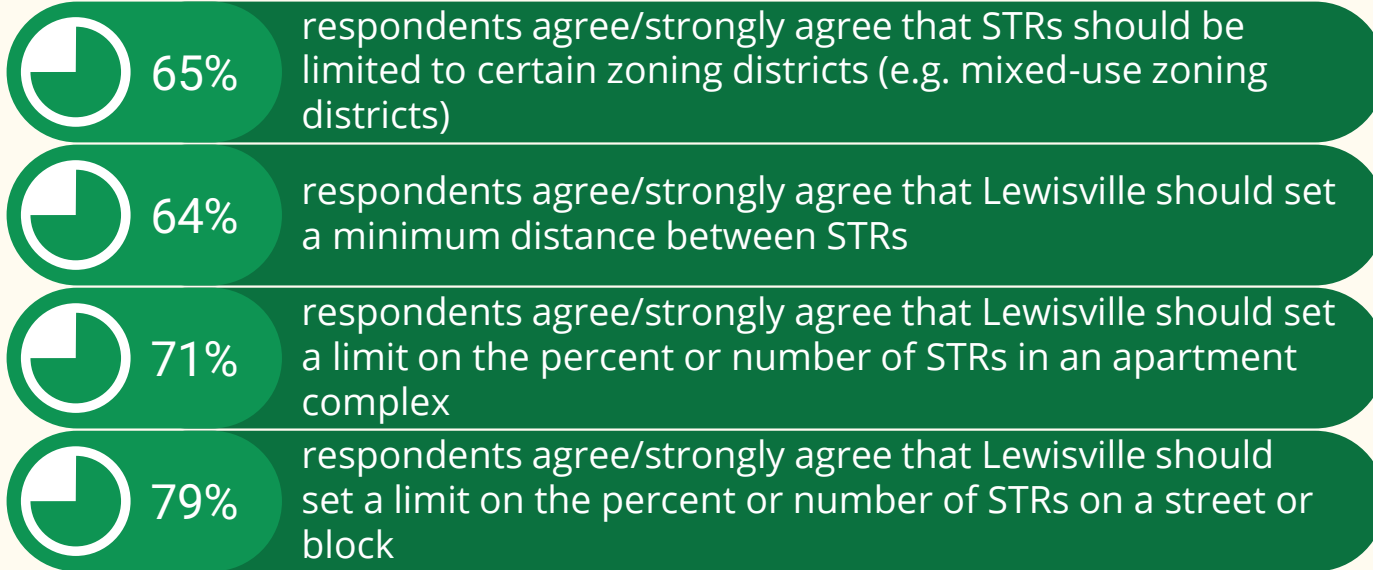 65%
respondents agree/strongly agree that STRs should be
limited to certain zoning districts (e.g. mixed-use zoning
districts)
64%
respondents agree/strongly agree that Lewisville should set
a minimum distance between STRs
71%
respondents agree/strongly agree that Lewisville should set
a limit on the percent or number of STRs in an apartment
complex
79%
respondents agree/strongly agree that Lewisville should
set a limit on the percent or number of STRs on a street or
block